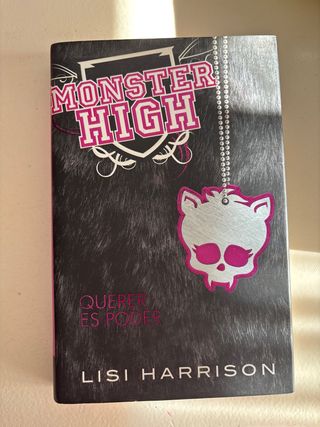 MONSTER
HIGH
QUERER
ES PODER
LISI HARRISON